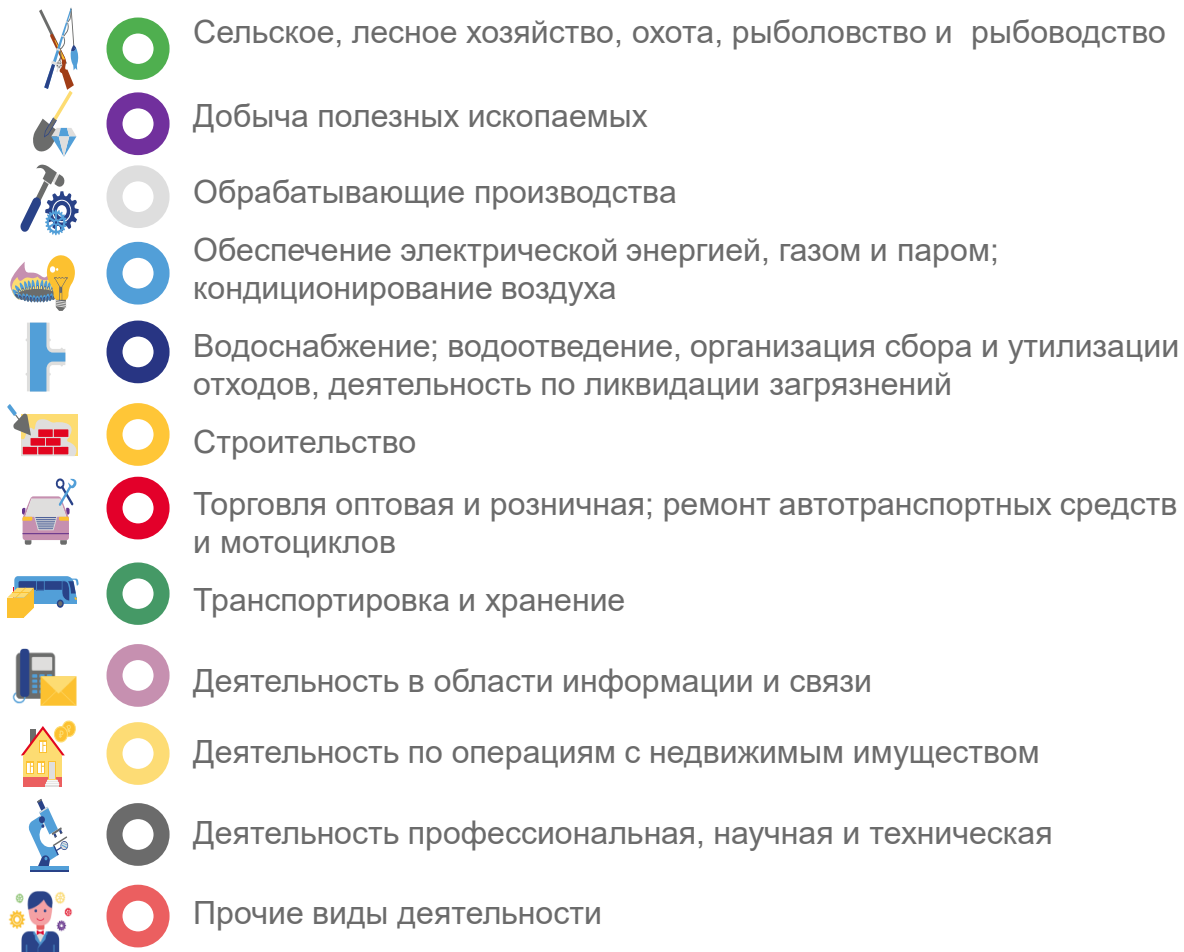 Сельское, лесное хозяйство, охота, рыболовство и  рыбоводство
Добыча полезных ископаемых
Обрабатывающие производства
Обеспечение электрической энергией, газом и паром;
кондиционирование воздуха
Водоснабжение; водоотведение, организация сбора и утилизации
отходов, деятельность по ликвидации загрязнений
Строительство
Торговля оптовая и розничная; ремонт автотранспортных средств
и мотоциклов
Транспортировка и хранение
Деятельность в области информации и связи
Деятельность по операциям с недвижимым имуществом
Деятельность профессиональная, научная и техническая
Прочие виды деятельности